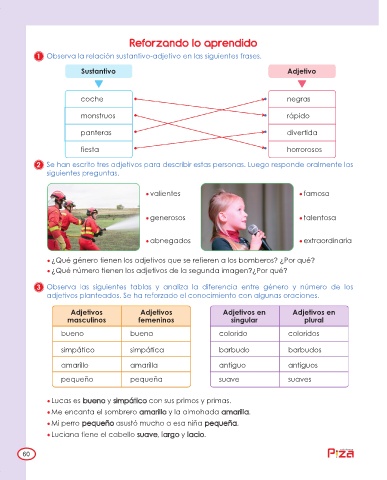 Reforzando lo aprendido
1 Observa la relación sustantivo-adjetivo en las siguientes frases.
Sustantivo Adjetivo
coche negras
monstruos rápido
panteras divertida
fiesta horrorosos
2 Se han escrito tres adjetivos para describir estas personas. Luego responde oralmente las
siguientes preguntas.
• valientes • famosa
• generosos • talentosa
• abnegados • extraordinaria
• ¿Qué género tienen los adjetivos que se refieren a los bomberos? ¿Por qué?
• ¿Qué número tienen los adjetivos de la segunda imagen?¿Por qué?
3 Observa las siguientes tablas y analiza la diferencia entre género y número de los
adjetivos planteados. Se ha reforzado el conocimiento con algunas oraciones.
Adjetivos Adjetivos Adjetivos en Adjetivos en
masculinos femeninos singular plural
bueno buena colorido coloridos
simpático simpática barbudo barbudos
amarillo amarilla antiguo antiguos
pequeño pequeña suave suaves
• Lucas es bueno y simpático con sus primos y primas.
• Me encanta el sombrero amarillo y la almohada amarilla.
• Mi perro pequeño asustó mucho a esa niña pequeña.
• Luciana tiene el cabello suave, largo y lacio.
60